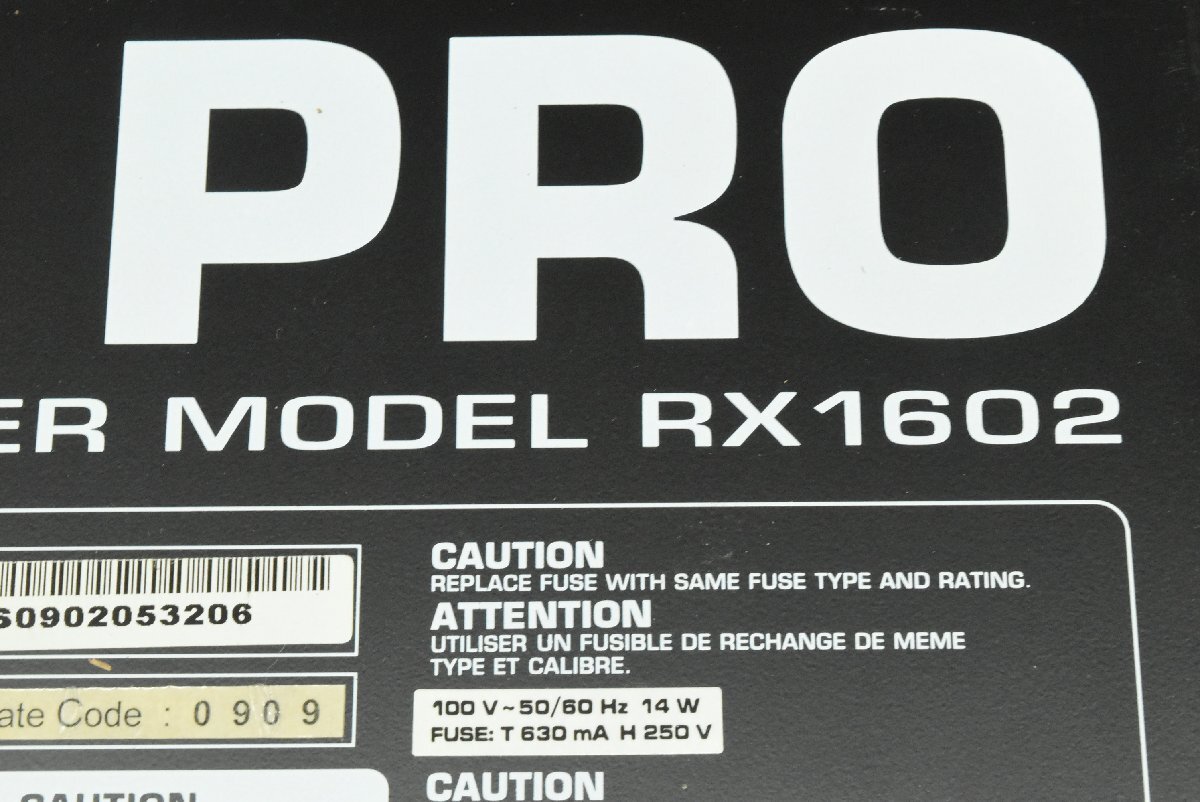 PRO
ER MODEL RX1602
60902053206
ate Code : 0909
CAUTION
REPLACE FUSE WITH SAME FUSE TYPE AND RATING.
ATTENTION
UTILISER UN FUSIBLE DE RECHANGE DE MEME
TYPE ET CALIBRE.
100 V ~ 50/60 Hz 14 W
FUSE: T 630 mA H 250 V
CAUTION
CAUTION